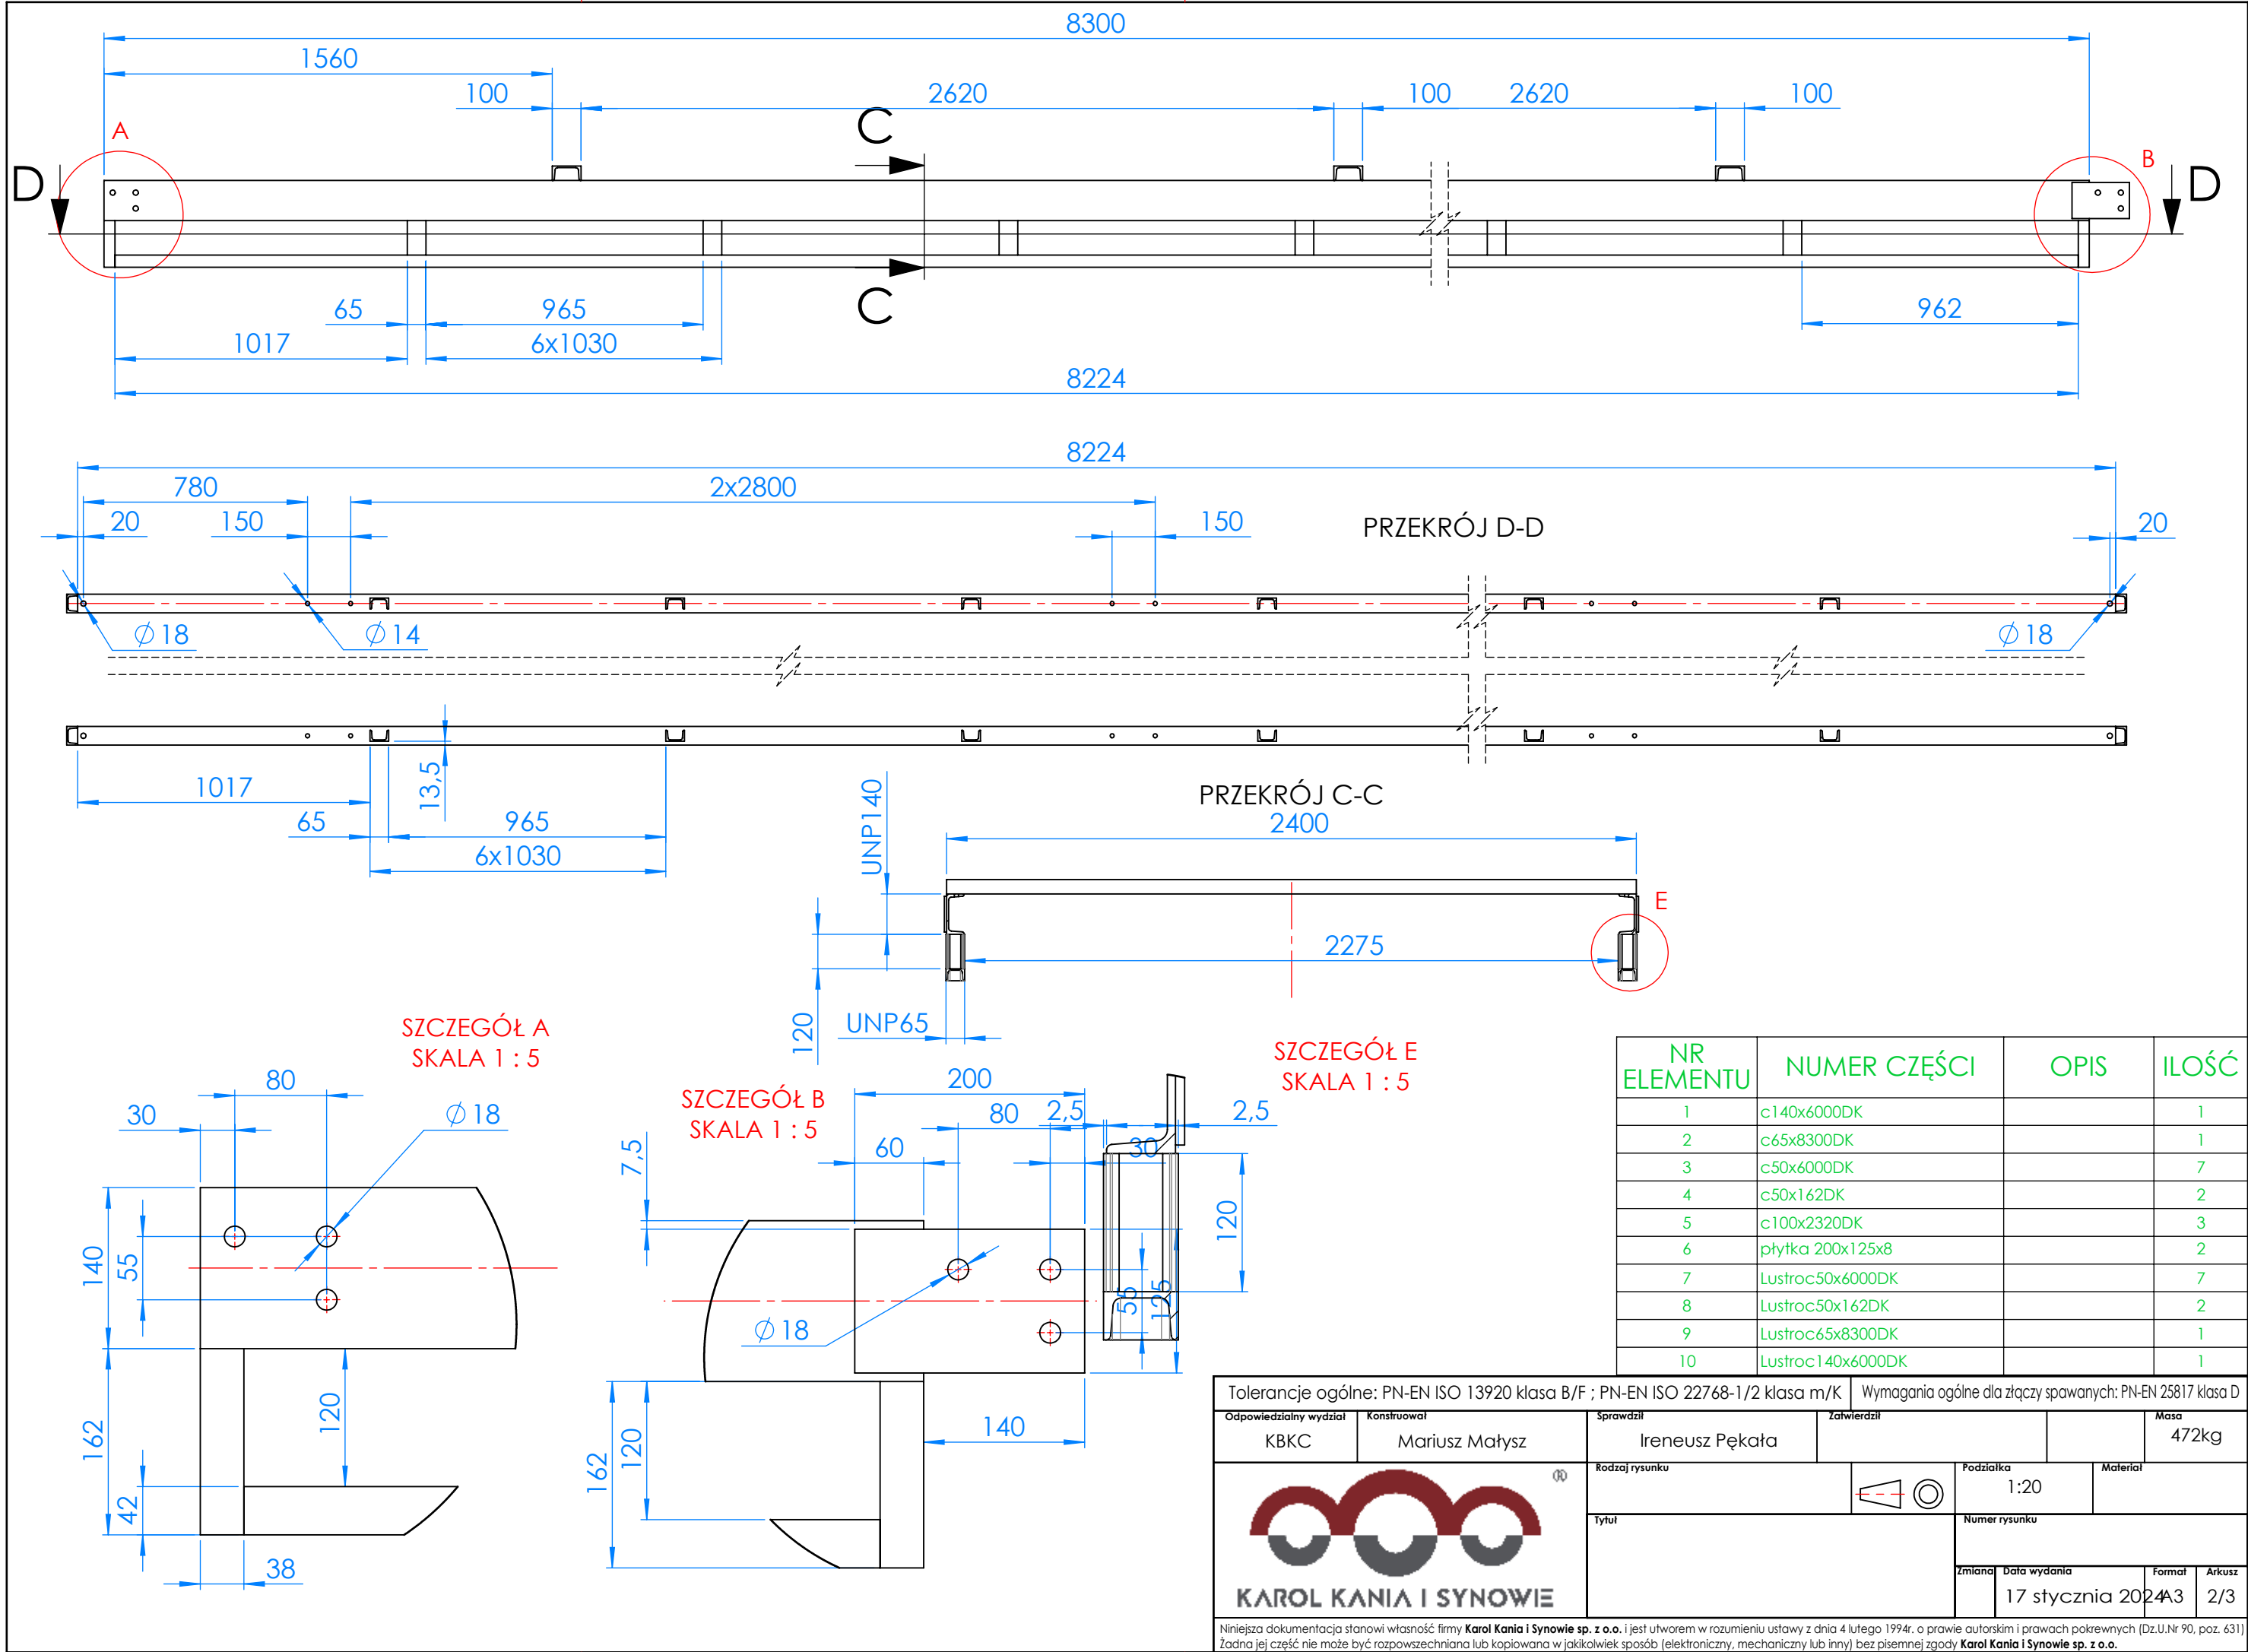 8300
1560
100
2620
100
2620
100
A
C
B
D
D
C
65
965
962
1017
6x1030
8224
8224
780
2x2800
20
150
150
PRZEKRÓJ D-D
20
∅18
∅14
∅18
1017
13,5
65
965
6x1030
PRZEKRÓJ C-C
UNP140
2400
E
2275
120
UNP65
SZCZEGÓŁ A
SKALA 1 : 5
80
30
∅18
140
55
162
120
42
38
SZCZEGÓŁ B
SKALA 1 : 5
200
80
60
30
7,5
∅18
55
125
140
162
120
SZCZEGÓŁ E
SKALA 1 : 5
2,5
2,5
120
NR ELEMENTU NUMER CZĘŚCI OPIS ILOŚĆ
1 c140x6000DK 1
2 c65x8300DK 1
3 c50x6000DK 7
4 c50x162DK 2
5 c100x2320DK 3
6 płytka 200x125x8 2
7 Lustroc50x6000DK 7
8 Lustroc50x162DK 2
9 Lustroc65x8300DK 1
10 Lustroc140x6000DK 1
Tolerancje ogólne: PN-EN ISO 13920 klasa B/F ; PN-EN ISO 22768-1/2 klasa m/K Wymagania ogólne dla złączy spawanych: PN-EN 25817 klasa D
Odpowiedzialny wydział Konstruował Sprawdził Zatwierdził Masa
KBKC Mariusz Małysz Ireneusz Pękała 472kg
Rodzaj rysunku Podziałka Materiał
1:20
Tytuł Numer rysunku
Zmiana Data wydania Format Arkusz
17 stycznia 2024 A3 2/3
®
KAROL KANIA I SYNOWIE
Niniejsza dokumentacja stanowi własność firmy Karol Kania i Synowie sp. z o.o. i jest utworem w rozumieniu ustawy z dnia 4 lutego 1994r. o prawie autorskim i prawach pokrewnych (Dz.U.Nr 90, poz. 631)
Żadna jej część nie może być rozpowszechniana lub kopiowana w jakikolwiek sposób (elektroniczny, mechaniczny lub inny) bez pisemnej zgody Karol Kania i Synowie sp. z o.o.